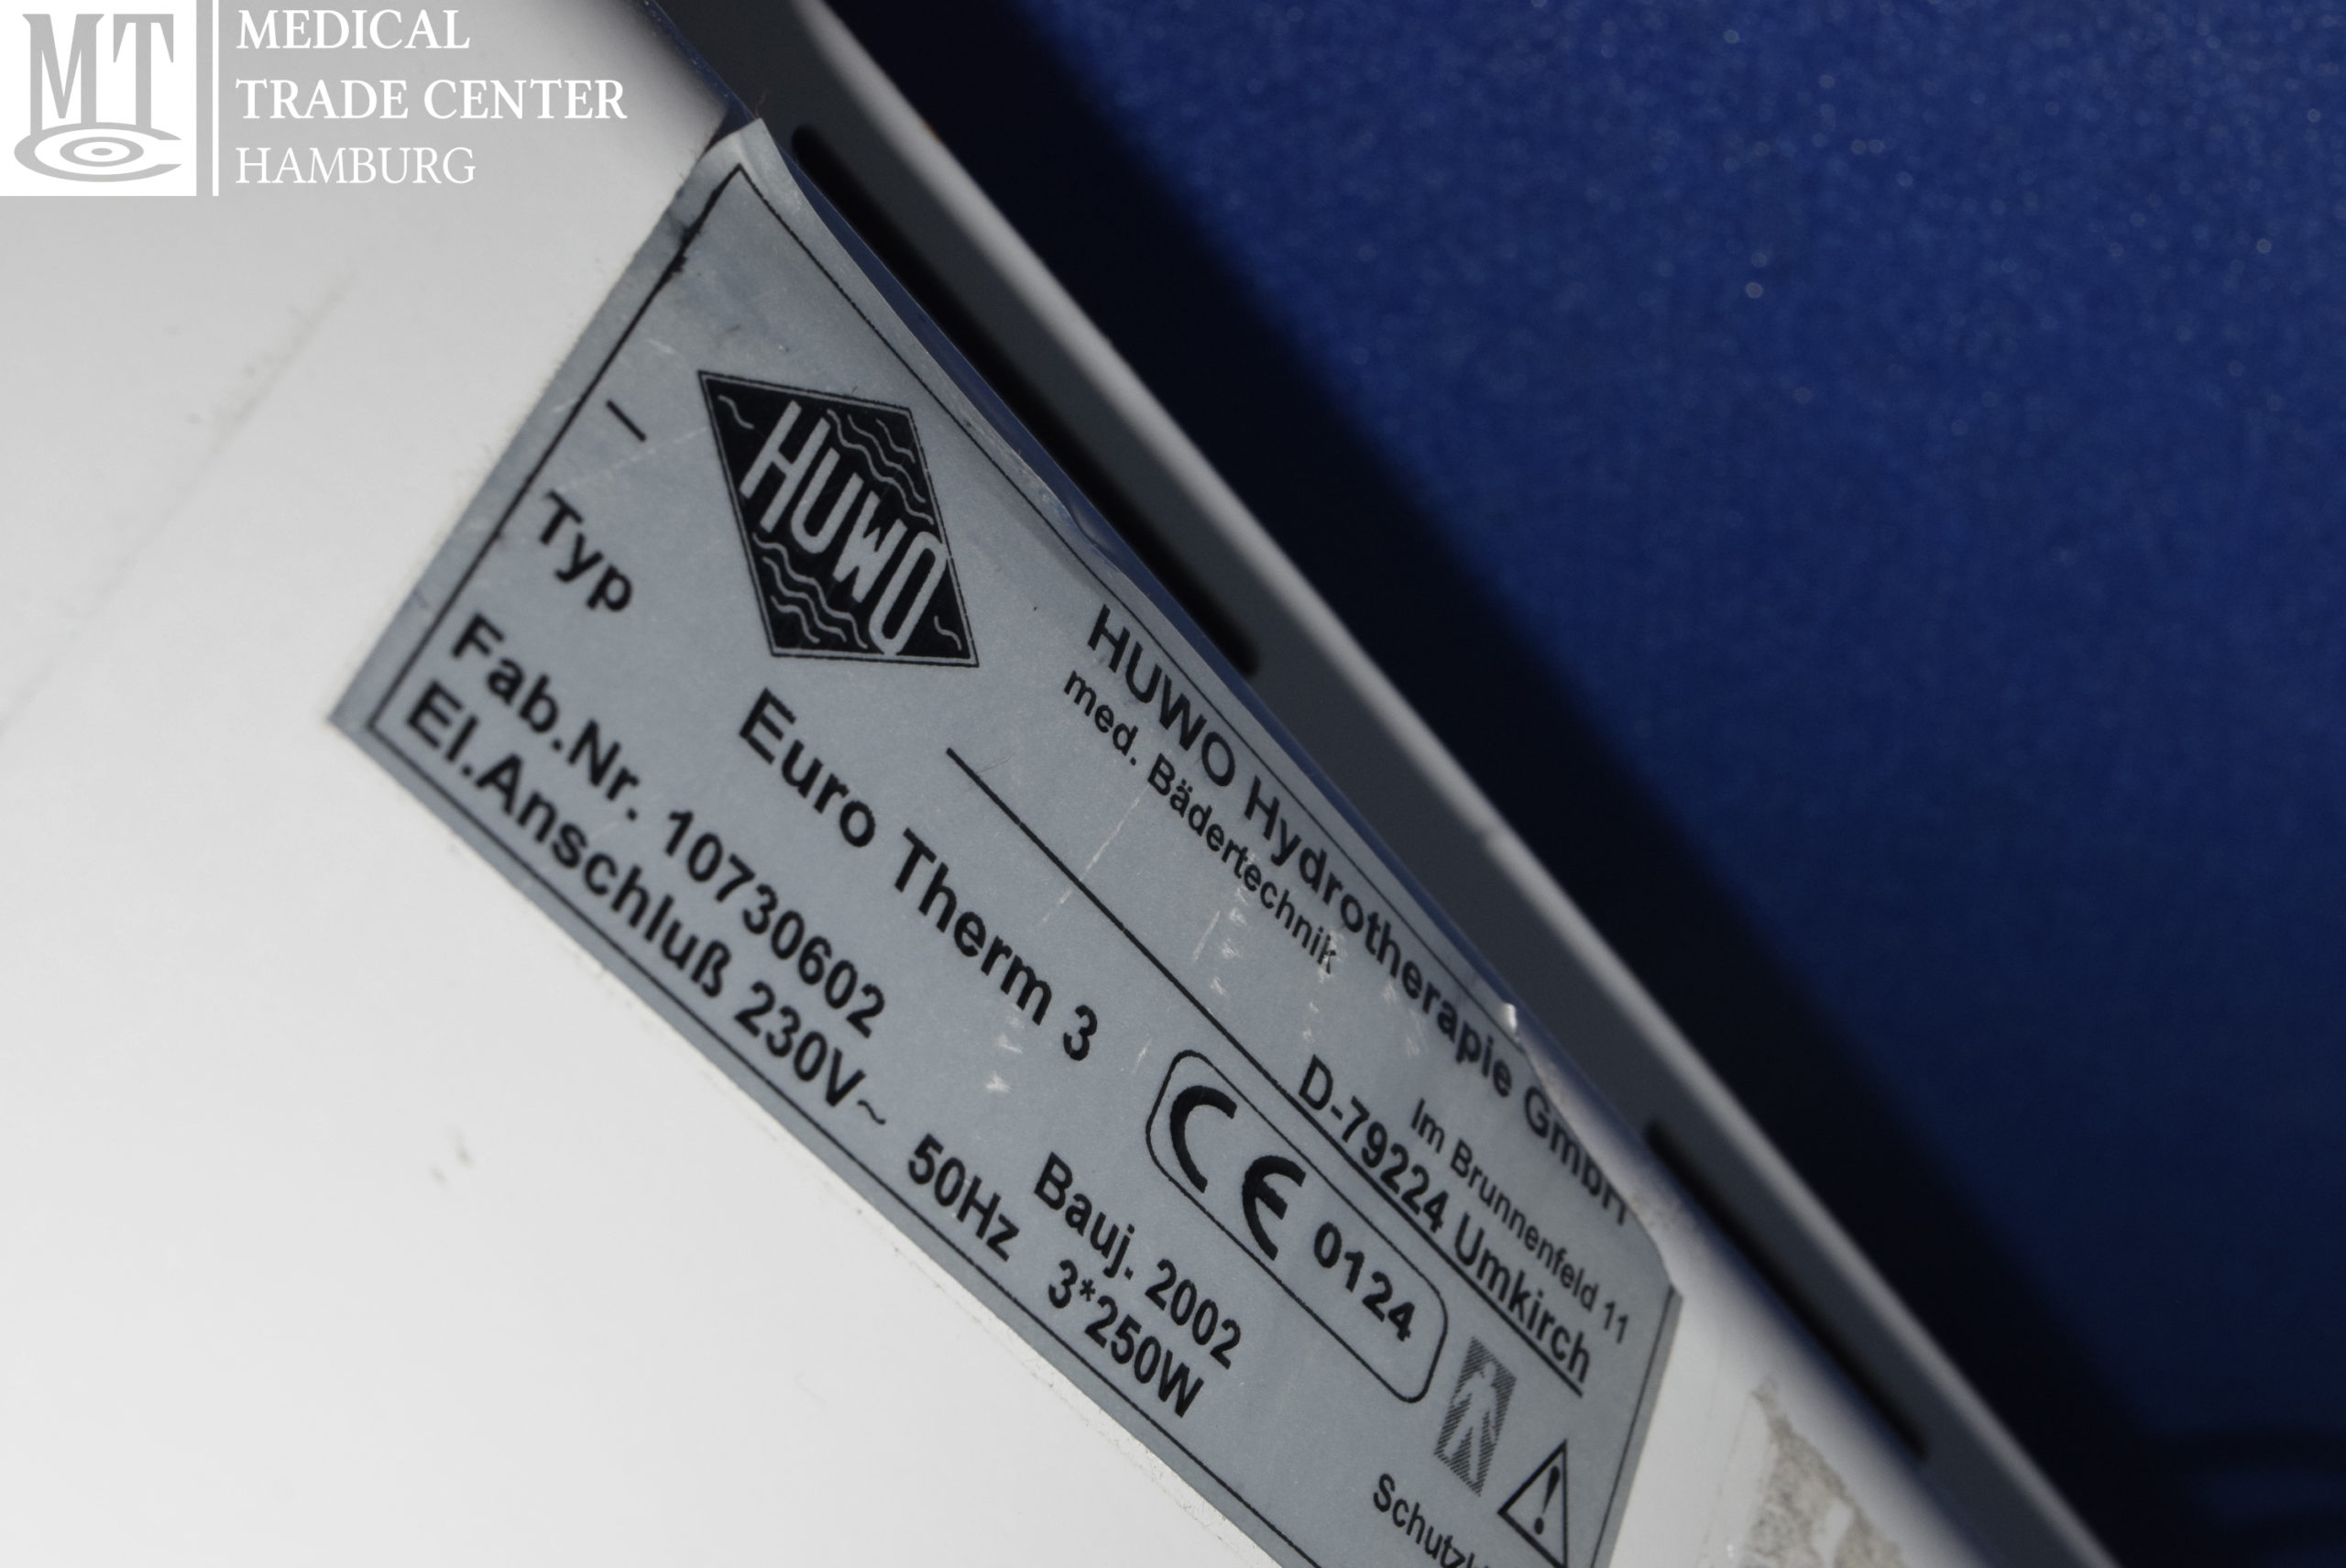 MTC
MEDICAL
TRADE CENTER
HAMBURG
HUWO
HUWO Hydrotherapie GmbH
med. Bädertechnik
Im Brunnenfeld 11
D-79224 Umkirch
Typ Euro Therm 3
CE 0124
Fab.Nr. 10730602 Bauj. 2002
El.Anschluß 230V~ 50Hz 3*250W